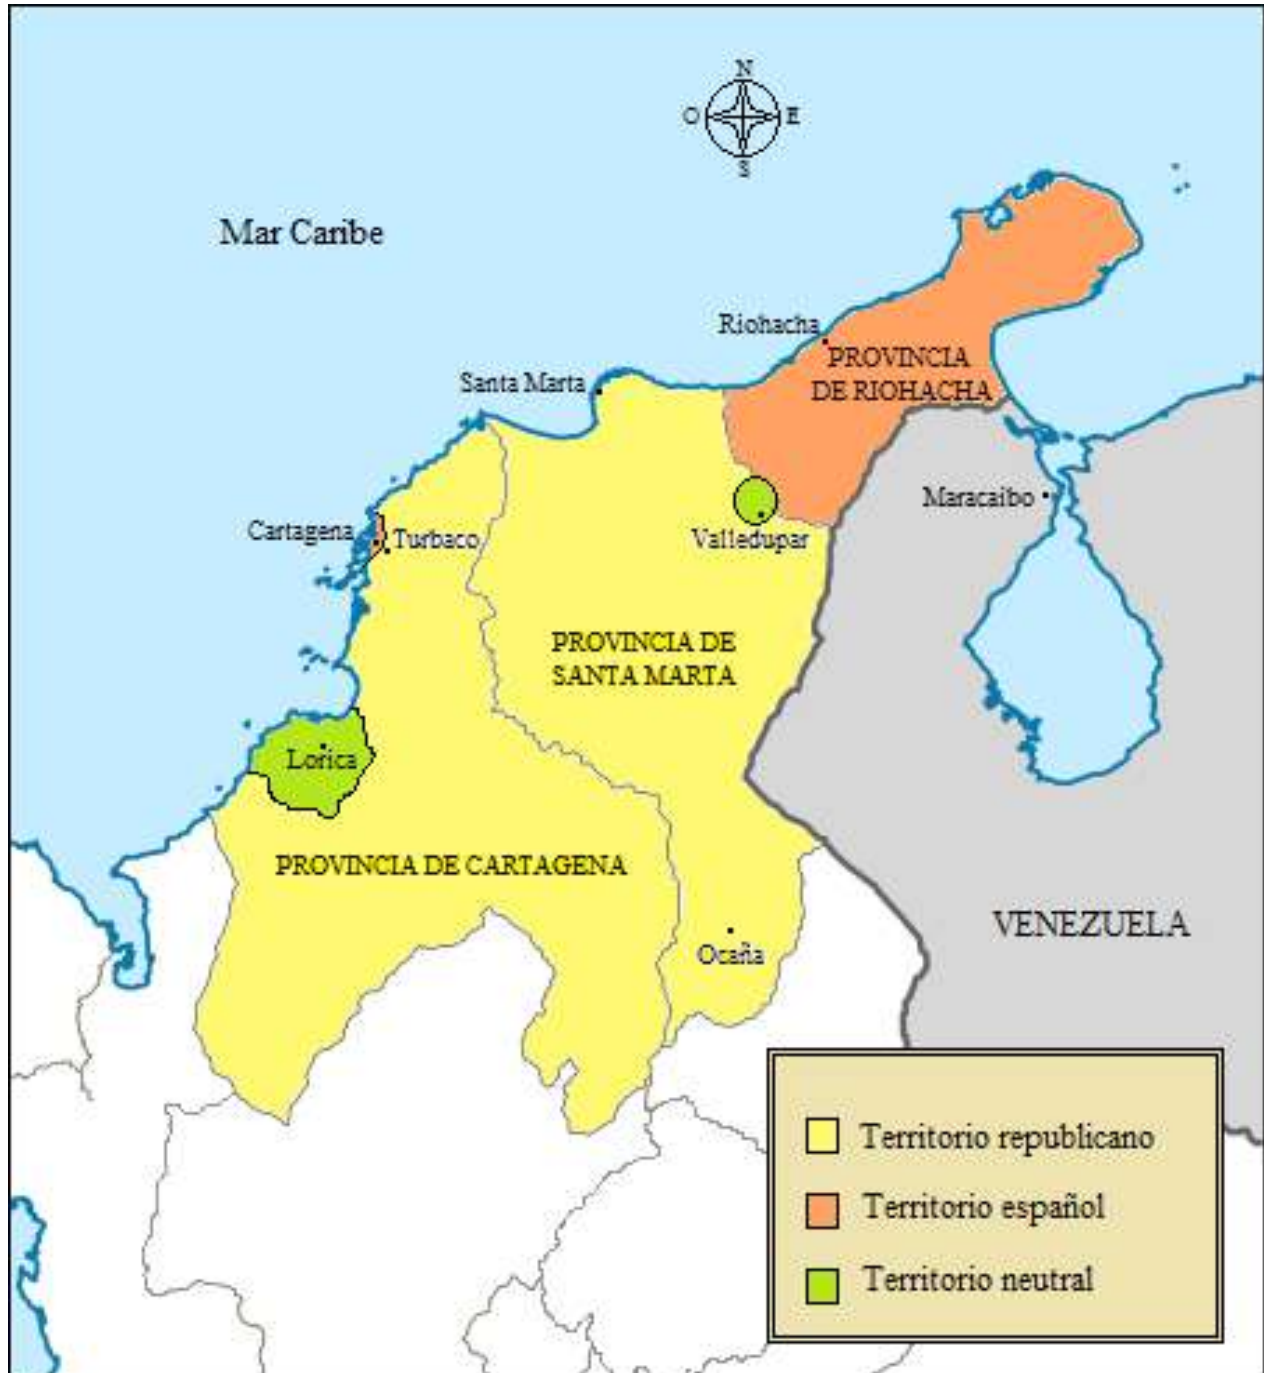 N
O
E
S
Mar Caribe
Riohacha
PROVINCIA
DE RIOHACHA
Santa Marta
Maracaibo
Cartagena
Turbaco
Valledupar
PROVINCIA DE
SANTA MARTA
Lorica
PROVINCIA DE CARTAGENA
VENEZUELA
Ocaña
Territorio republicano
Territorio español
Territorio neutral